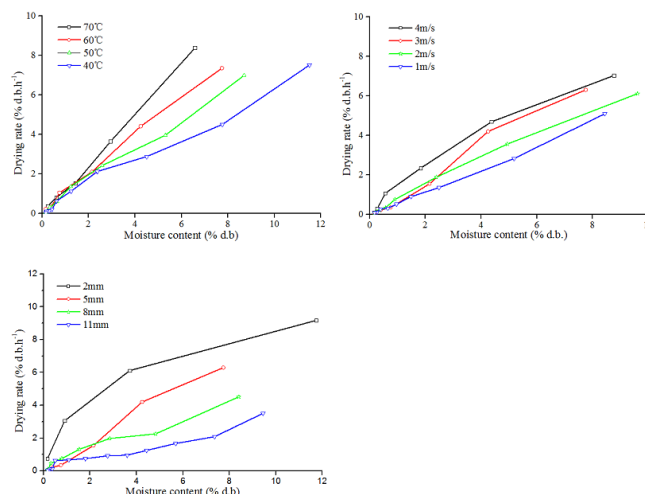 70℃
60℃
50℃
40℃
10
8
6
4
2
0
Drying rate (% d.b.h⁻¹)
0 2 4 6 8 10 12
Moisture content (% d.b)
4m/s
3m/s
2m/s
1m/s
10
8
6
4
2
0
Drying rate (% d.b.h⁻¹)
0 2 4 6 8
Moisture content (% d.b.)
2mm
5mm
8mm
11mm
12
10
8
6
4
2
0
Drying rate (% d.b.h⁻¹)
0 2 4 6 8 10 12
Moisture content (% d.b)